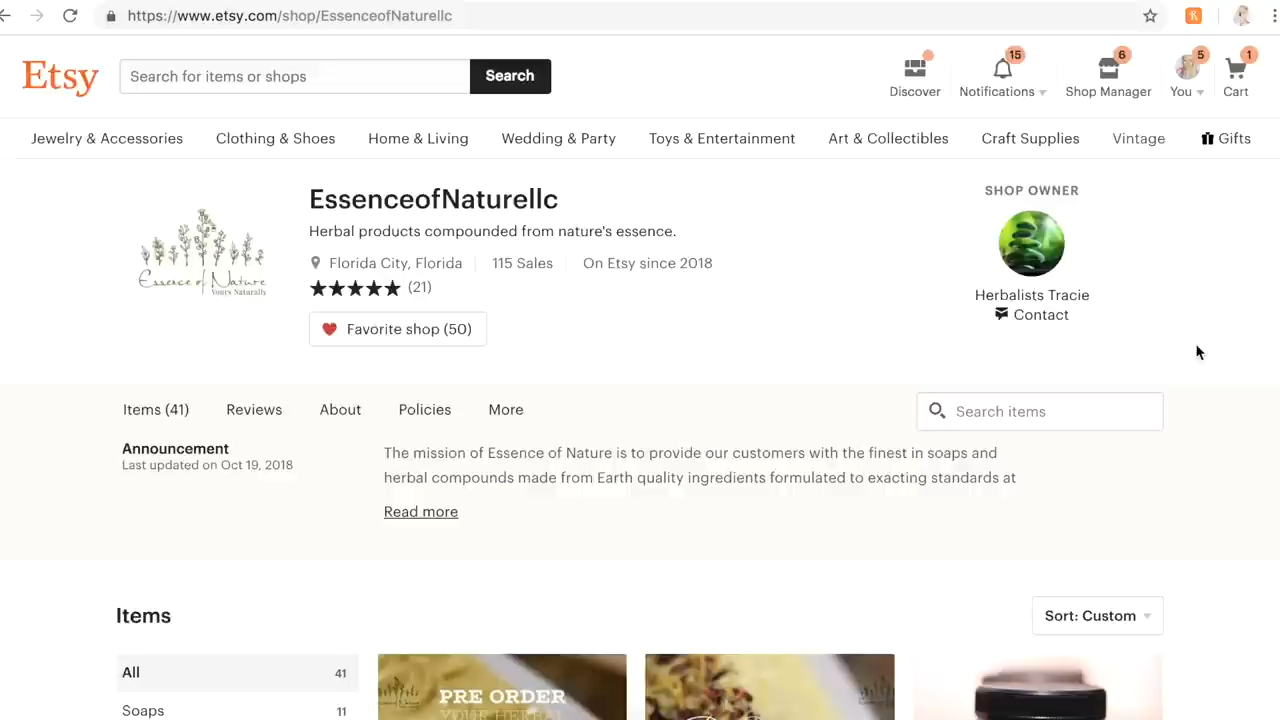 https://www.etsy.com/shop/EssenceofNaturellc
Etsy
Search for items or shops
Search
Discover
15
Notifications
6
Shop Manager
5
You
1
Cart
Jewelry & Accessories
Clothing & Shoes
Home & Living
Wedding & Party
Toys & Entertainment
Art & Collectibles
Craft Supplies
Vintage
Gifts
Essence of Nature
Yours Naturally
EssenceofNaturellc
Herbal products compounded from nature's essence.
Florida City, Florida
115 Sales
On Etsy since 2018
(21)
Favorite shop (50)
SHOP OWNER
Herbalists Tracie
Contact
Items (41)
Reviews
About
Policies
More
Search items
Announcement
Last updated on Oct 19, 2018
The mission of Essence of Nature is to provide our customers with the finest in soaps and
herbal compounds made from Earth quality ingredients formulated to exacting standards at
Read more
Items
Sort: Custom
All 41
Soaps 11
PRE ORDER
YOUR HERBAL